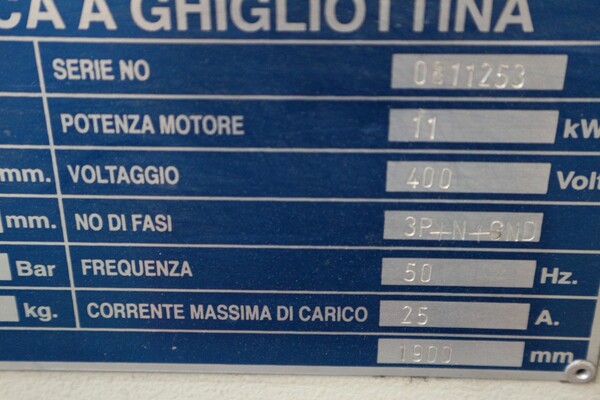 CA A GHIGLIOTTINA
SERIE NO 0811253
POTENZA MOTORE 11 kW
mm. VOLTAGGIO 400 Volt
mm. NO DI FASI 3P+N+GND
Bar FREQUENZA 50 Hz.
kg. CORRENTE MASSIMA DI CARICO 25 A.
1900 mm